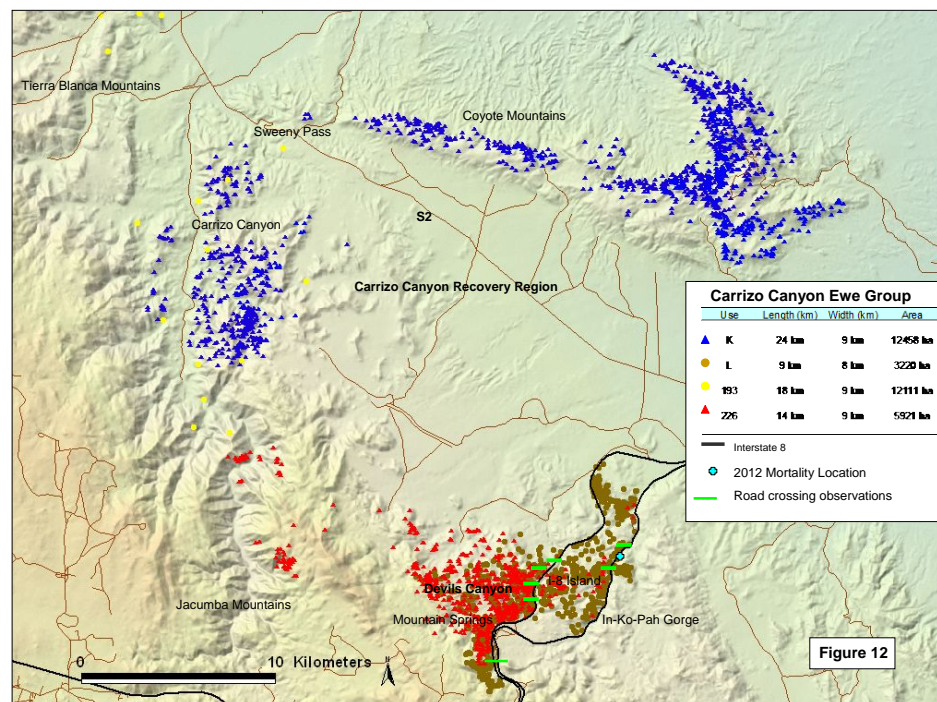 Tierra Blanca Mountains
Coyote Mountains
Sweeny Pass
S2
Carrizo Canyon
Carrizo Canyon Recovery Region
Carrizo Canyon Ewe Group
Use Length (km) Width (km) Area
K 24 km 9 km 12458 ha
L 9 km 8 km 3220 ha
193 18 km 9 km 12111 ha
226 14 km 9 km 5921 ha
Interstate 8
2012 Mortality Location
Road crossing observations
I-8 Island
Devils Canyon
Jacumba Mountains
Mountain Springs
In-Ko-Pah Gorge
0 10 Kilometers
N
Figure 12